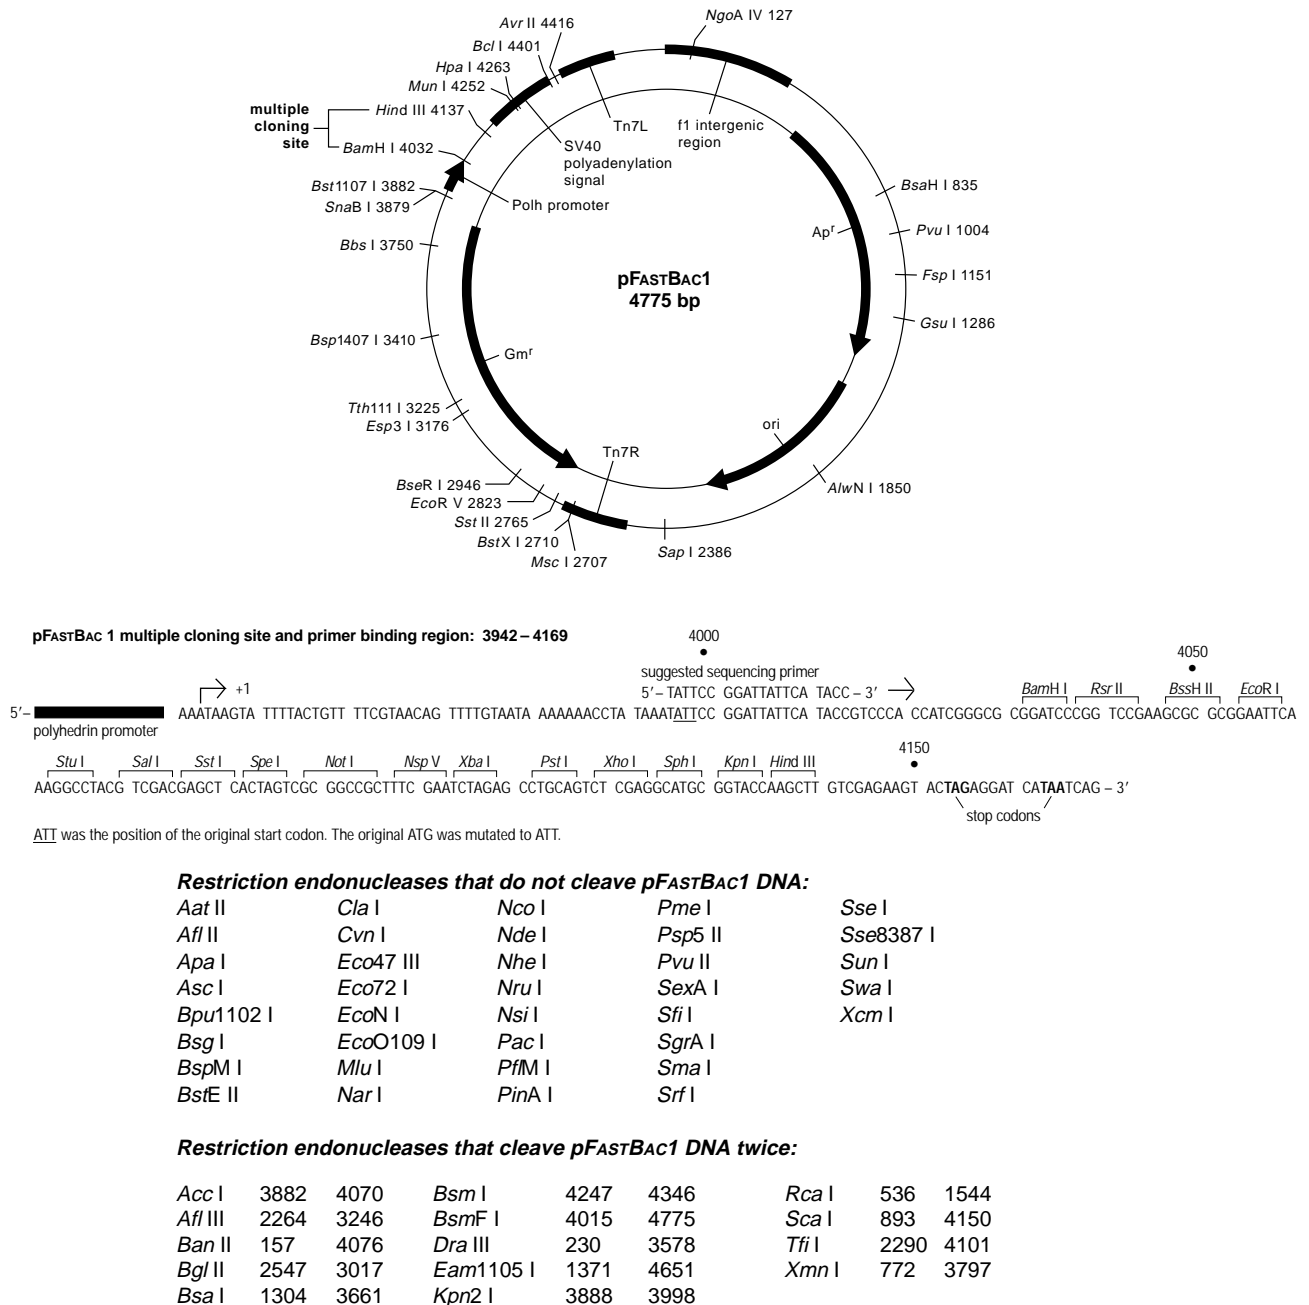 NgoA IV 127
Avr II 4416
Bcl I 4401
Hpa I 4263
Mun I 4252
multiple
cloning
site
Hind III 4137
BamH I 4032
Bst1107 I 3882
SnaB I 3879
Bbs I 3750
Bsp1407 I 3410
Tth111 I 3225
Esp3 I 3176
BseR I 2946
EcoR V 2823
Sst II 2765
BstX I 2710
Msc I 2707
Sap I 2386
AlwN I 1850
Gsu I 1286
Fsp I 1151
Pvu I 1004
BsaH I 835
Tn7L
f1 intergenic
region
SV40
polyadenylation
signal
Polh promoter
Apr
pFASTBAC1
4775 bp
Gmr
ori
Tn7R
pFASTBAC 1 multiple cloning site and primer binding region: 3942 – 4169
4000
4050
suggested sequencing primer
5′– TATTCC GGATTATTCA TACC – 3′
+1
BamH I Rsr II BssH II EcoR I
5′– AAATAAGTA TTTTACTGTT TTCGTAACAG TTTTGTAATA AAAAAACCTA TAAATATTCC GGATTATTCA TACCGTCCCA CCATCGGGCG CGGATCCCGG TCCGAAGCGC GCGGAATTCA
polyhedrin promoter
4150
Stu I Sal I Sst I Spe I Not I Nsp V Xba I Pst I Xho I Sph I Kpn I Hind III
AAGGCCTACG TCGACGAGCT CACTAGTCGC GGCCGCTTTC GAATCTAGAG CCTGCAGTCT CGAGGCATGC GGTACCAAGCTT GTCGAGAAGT ACTAGAGGAT CATAATCAG – 3′
stop codons
ATT was the position of the original start codon. The original ATG was mutated to ATT.
Restriction endonucleases that do not cleave pFASTBAC1 DNA:
Aat II Cla I Nco I Pme I Sse I
Afl II Cvn I Nde I Psp5 II Sse8387 I
Apa I Eco47 III Nhe I Pvu II Sun I
Asc I Eco72 I Nru I SexA I Swa I
Bpu1102 I EcoN I Nsi I Sfi I Xcm I
Bsg I EcoO109 I Pac I SgrA I
BspM I Mlu I PflM I Sma I
BstE II Nar I PinA I Srf I
Restriction endonucleases that cleave pFASTBAC1 DNA twice:
Acc I 3882 4070 Bsm I 4247 4346 Rca I 536 1544
Afl III 2264 3246 BsmF I 4015 4775 Sca I 893 4150
Ban II 157 4076 Dra III 230 3578 Tfi I 2290 4101
Bgl II 2547 3017 Eam1105 I 1371 4651 Xmn I 772 3797
Bsa I 1304 3661 Kpn2 I 3888 3998